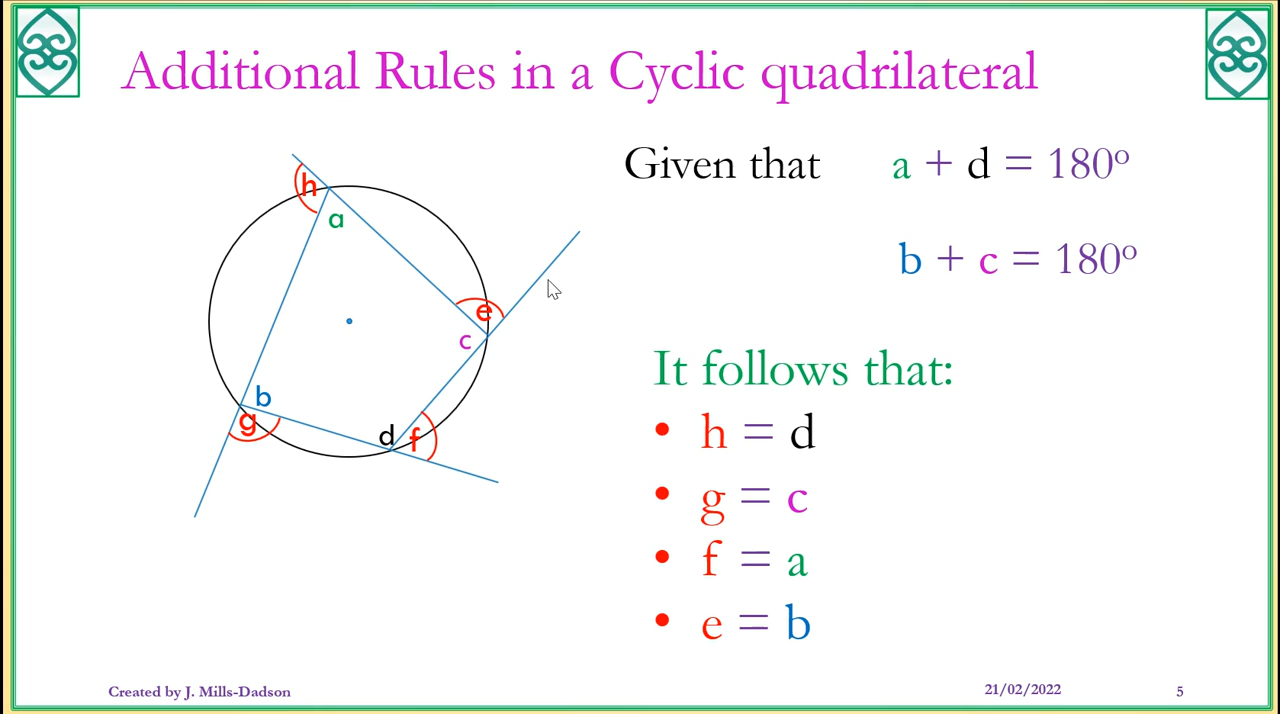 Additional Rules in a Cyclic quadrilateral
Given that a + d = 180º
b + c = 180º
h
a
e
c
b
g
d
f
It follows that:
• h = d
• g = c
• f = a
• e = b
Created by J. Mills-Dadson 21/02/2022 5